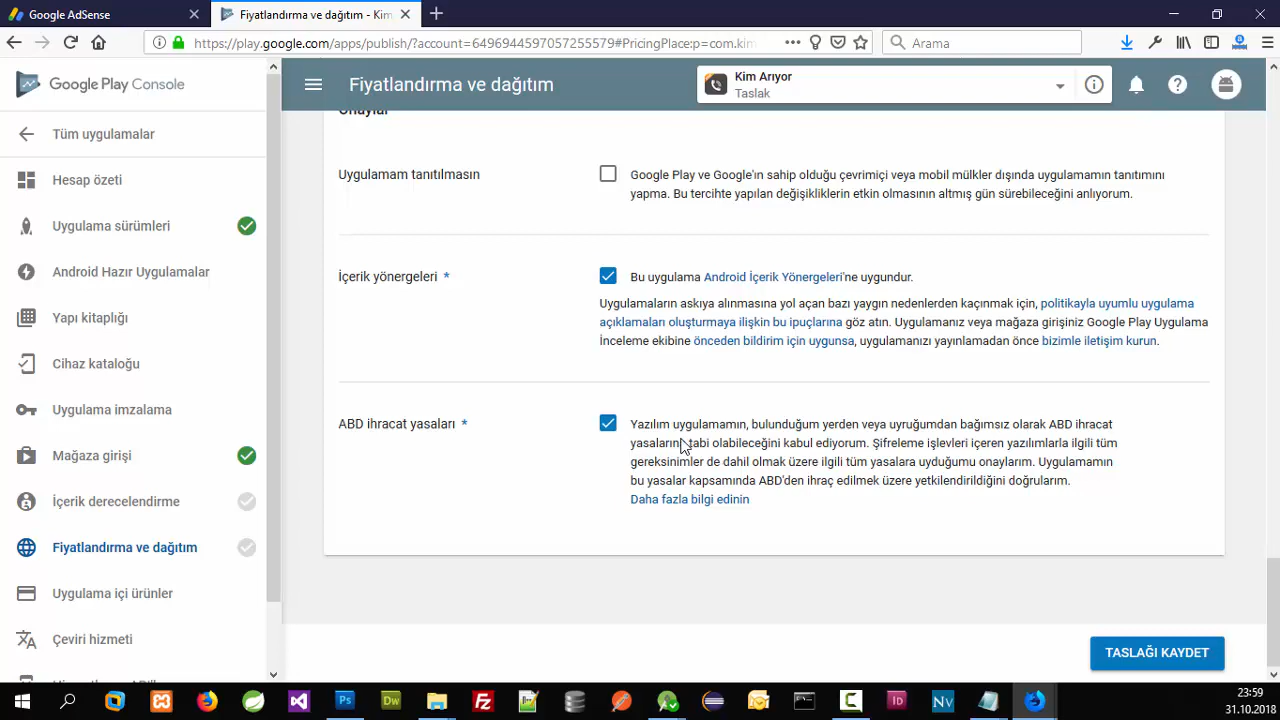 Google AdSense
Fiyatlandırma ve dağıtım - Kim
https://play.google.com/apps/publish/?account=6496944597057255579#PricingPlace:p=com.kim
Arama
Google Play Console
Fiyatlandırma ve dağıtım
Kim Arıyor
Taslak
Tüm uygulamalar
Hesap özeti
Uygulama sürümleri
Android Hazır Uygulamalar
Yapı kitaplığı
Cihaz kataloğu
Uygulama imzalama
Mağaza girişi
İçerik derecelendirme
Fiyatlandırma ve dağıtım
Uygulama içi ürünler
Çeviri hizmeti
Onaylar
Uygulamam tanıtılmasın
Google Play ve Google'ın sahip olduğu çevrimiçi veya mobil mülkler dışında uygulamamın tanıtımını
yapma. Bu tercihte yapılan değişikliklerin etkin olmasının altmış gün sürebileceğini anlıyorum.
İçerik yönergeleri *
Bu uygulama Android İçerik Yönergeleri'ne uygundur.
Uygulamaların askıya alınmasına yol açan bazı yaygın nedenlerden kaçınmak için, politikayla uyumlu uygulama
açıklamaları oluşturmaya ilişkin bu ipuçlarına göz atın. Uygulamanız veya mağaza girişiniz Google Play Uygulama
İnceleme ekibine önceden bildirim için uygunsa, uygulamanızı yayınlamadan önce bizimle iletişim kurun.
ABD ihracat yasaları *
Yazılım uygulamamın, bulunduğum yerden veya uyruğumdan bağımsız olarak ABD ihracat
yasalarına tabi olabileceğini kabul ediyorum. Şifreleme işlevleri içeren yazılımlarla ilgili tüm
gereksinimler de dahil olmak üzere ilgili tüm yasalara uyduğumu onaylarım. Uygulamamın
bu yasalar kapsamında ABD'den ihraç edilmek üzere yetkilendirildiğini doğrularım.
Daha fazla bilgi edinin
TASLAĞI KAYDET
23:59
31.10.2018